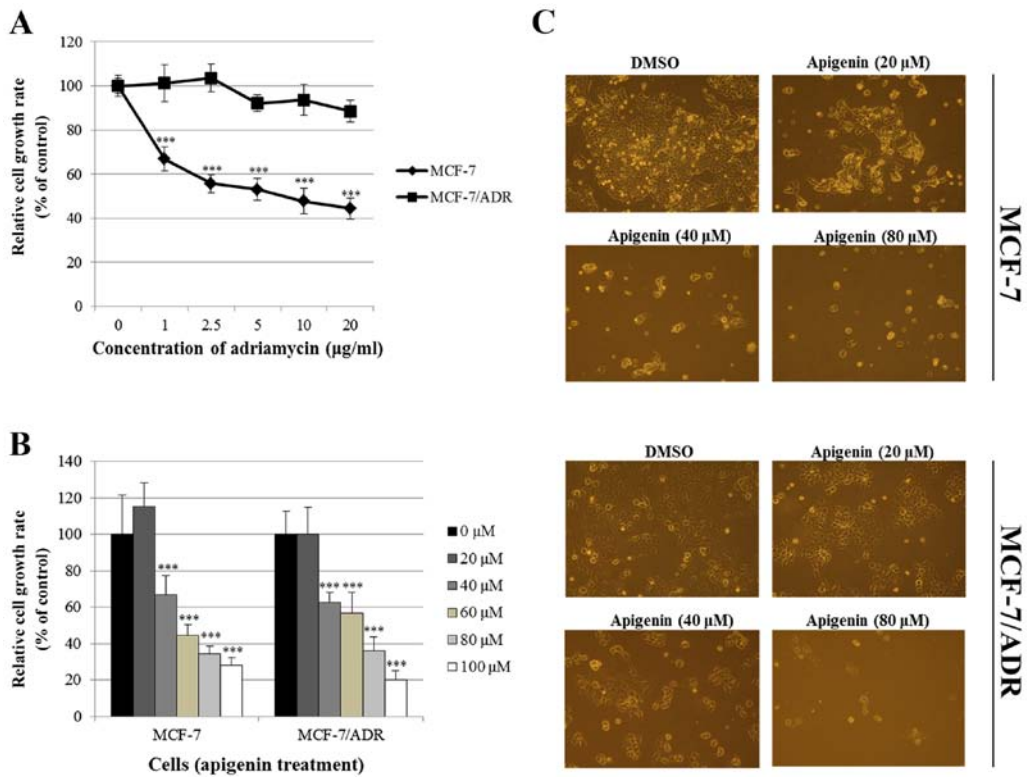 A
Relative cell growth rate
(% of control)
120
100
80
60
40
20
0
***
***
***
***
***
0 1 2.5 5 10 20
Concentration of adriamycin (µg/ml)
MCF-7
MCF-7/ADR
B
Relative cell growth rate
(% of control)
140
120
100
80
60
40
20
0
***
***
***
***
*** ***
***
***
MCF-7 MCF-7/ADR
Cells (apigenin treatment)
0 µM
20 µM
40 µM
60 µM
80 µM
100 µM
C
DMSO Apigenin (20 µM)
Apigenin (40 µM) Apigenin (80 µM)
MCF-7
DMSO Apigenin (20 µM)
Apigenin (40 µM) Apigenin (80 µM)
MCF-7/ADR